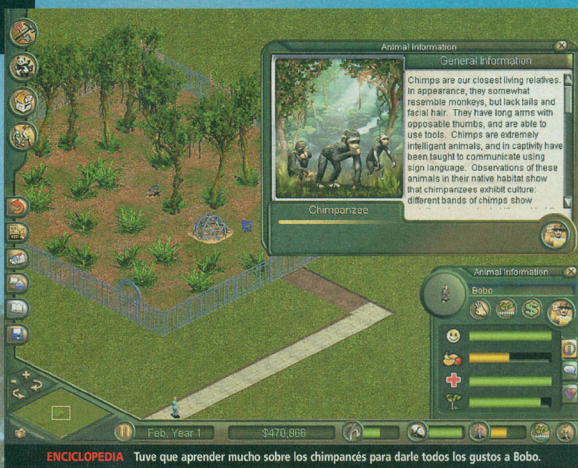 Animal Information
General Information
Chimps are our closest living relatives.
In appearance, they somewhat
resemble monkeys, but lack tails and
facial hair. They have long arms with
opposable thumbs, and are able to
use tools. Chimps are extremely
intelligent animals, and in captivity have
been taught to communicate using
sign language. Observations of these
animals in their native habitat show
that chimpanzees exhibit culture:
different bands of chimps show
Chimpanzee
Animal Information
Bobo
Feb, Year 1
$470,866
ENCICLOPEDIA Tuve que aprender mucho sobre los chimpancés para darle todos los gustos a Bobo.